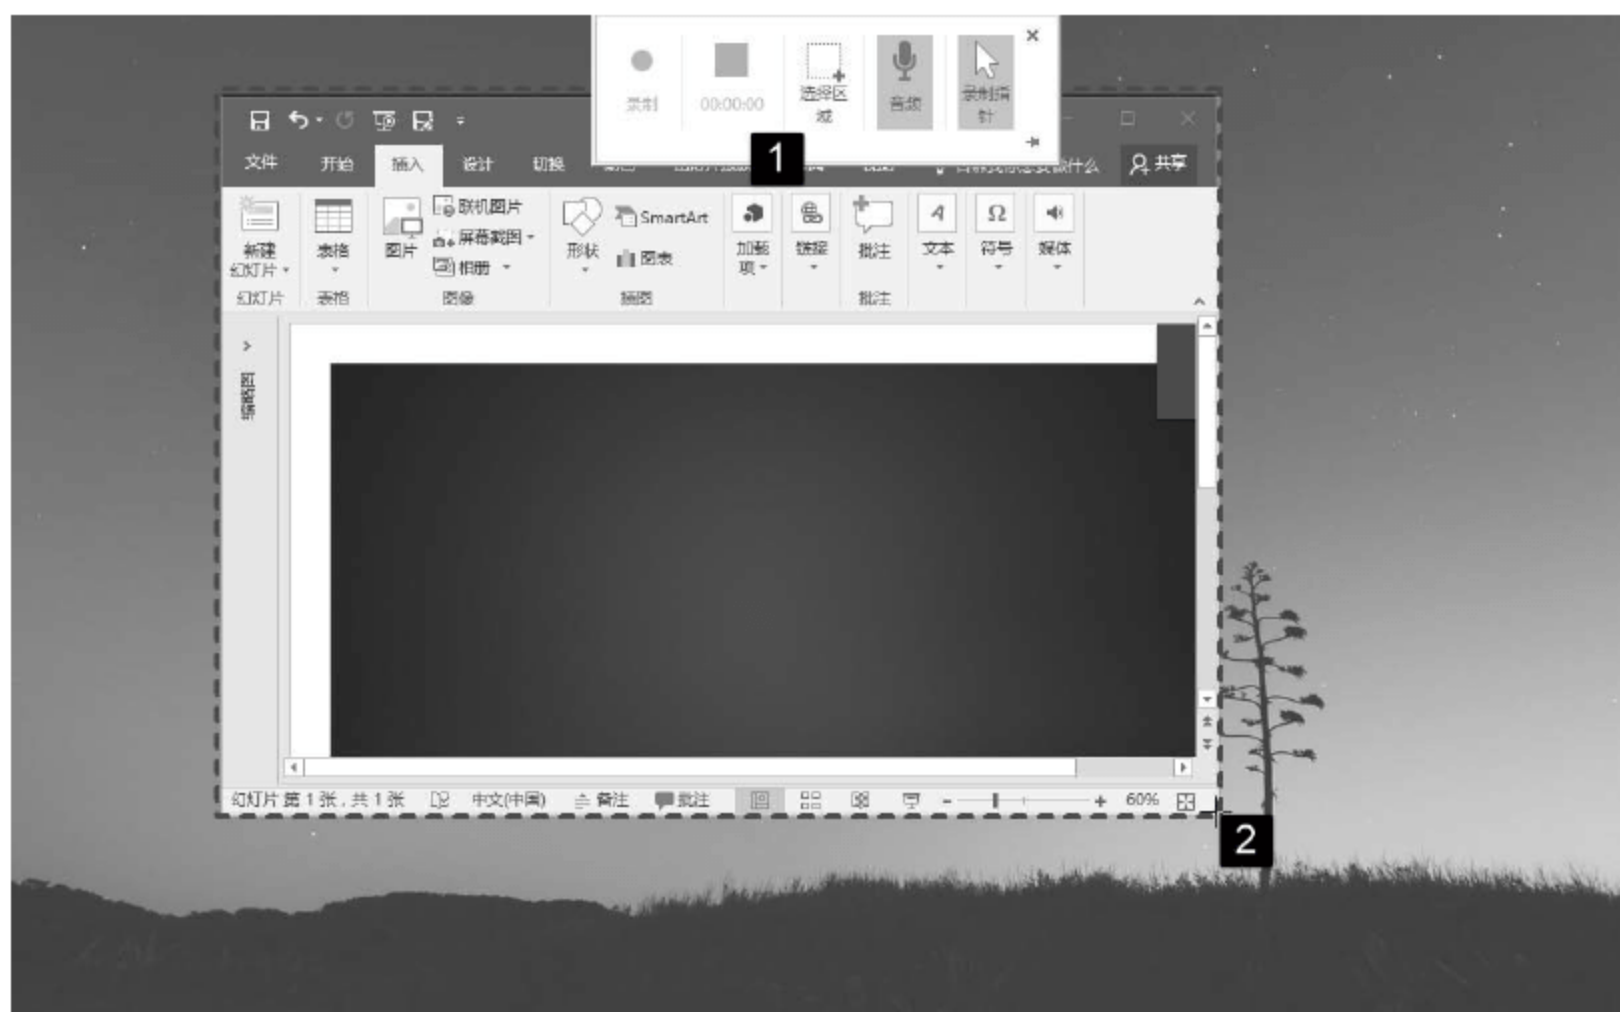 录制
00:00:00
选择区
域
音频
录制指
针
1
文件 开始 插入 设计 切换
什么 共享
新建
幻灯片
表格
图片
联机图片
屏幕截图
相册
形状
SmartArt
图表
加载
项
链接
批注
文本
符号
媒体
幻灯片 表格 图像 插图 批注
缩略图
幻灯片 第 1 张，共 1 张 中文(中国) 备注 批注 60%
2